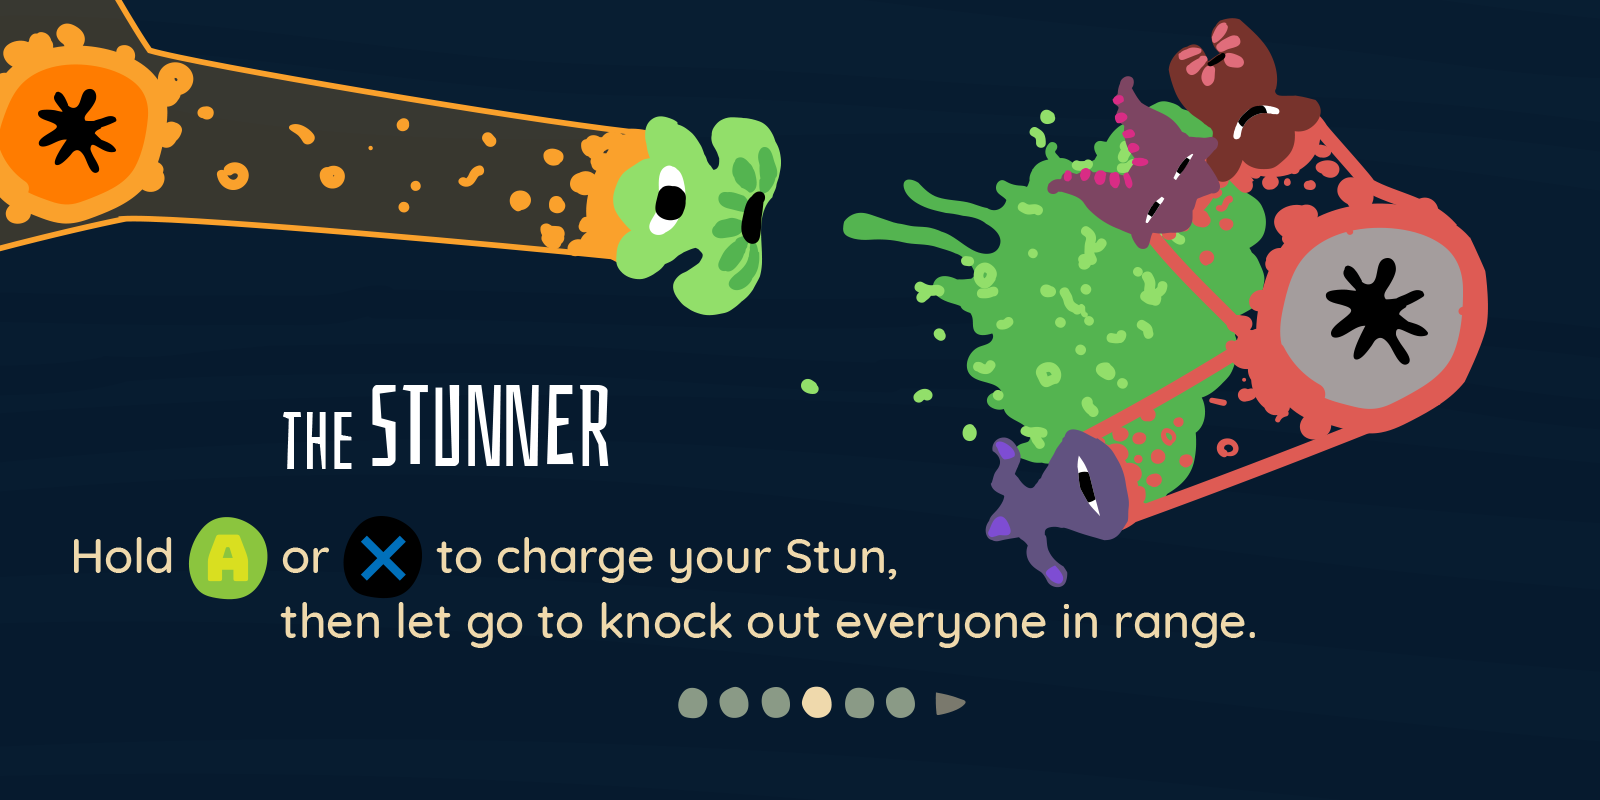 THE STUNNER
Hold A or X to charge your Stun,
then let go to knock out everyone in range.